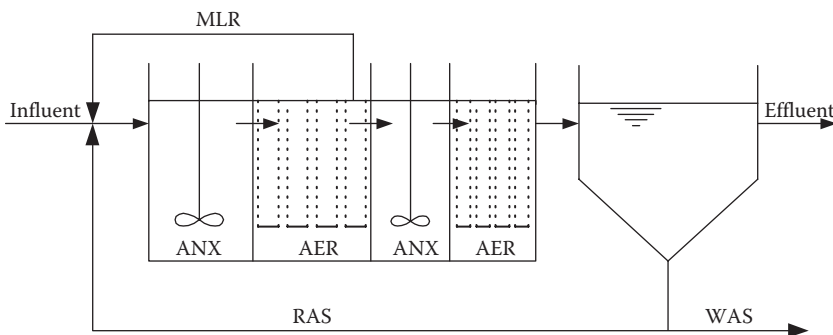 MLR
Influent
Effluent
ANX
AER
ANX
AER
RAS
WAS